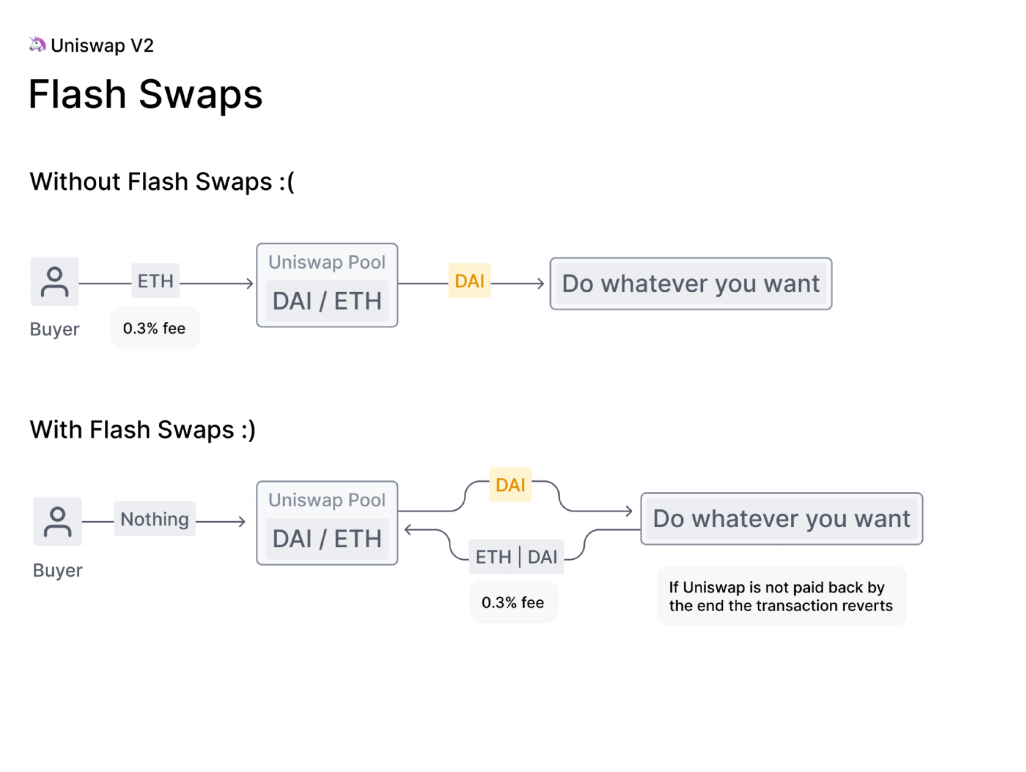 Uniswap V2
Flash Swaps
Without Flash Swaps :(
Buyer
ETH
0.3% fee
Uniswap Pool
DAI / ETH
DAI
Do whatever you want
With Flash Swaps :)
Buyer
Nothing
Uniswap Pool
DAI / ETH
DAI
ETH | DAI
0.3% fee
Do whatever you want
If Uniswap is not paid back by
the end the transaction reverts